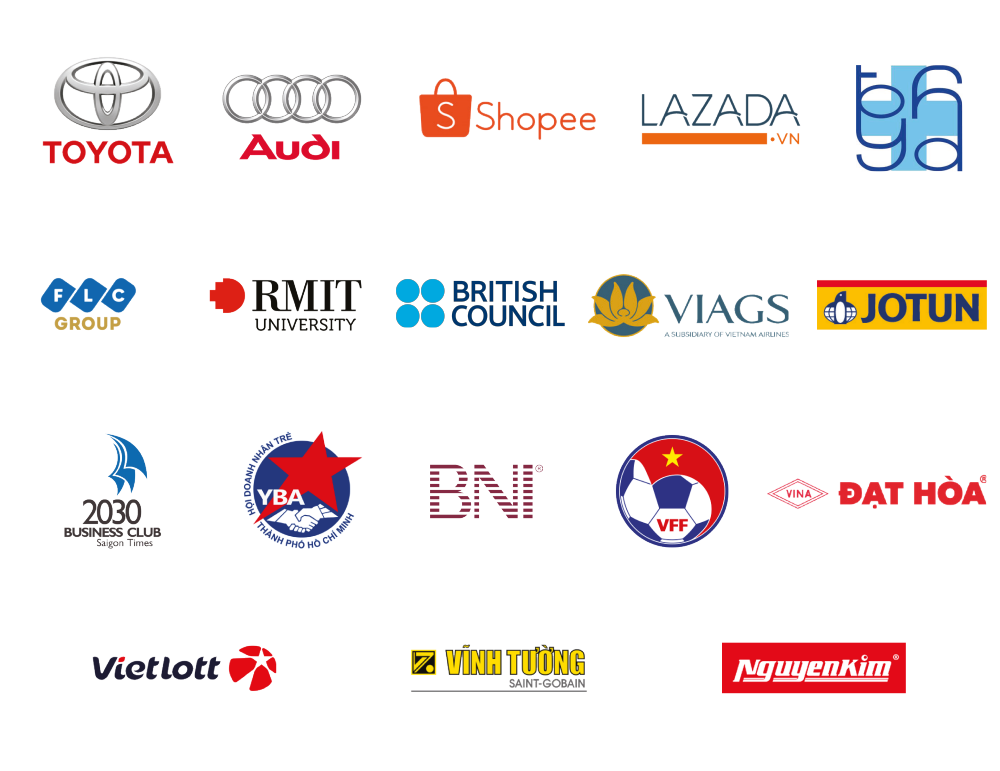 TOYOTA
Audi
S Shopee
LAZADA
.VN
tohhya
FLC
GROUP
RMIT
UNIVERSITY
BRITISH
COUNCIL
VIAGS
A SUBSIDIARY OF VIETNAM AIRLINES
JOTUN
2030
BUSINESS CLUB
Saigon Times
HỘI DOANH NHÂN TRẺ
YBA
THÀNH PHỐ HỒ CHÍ MINH
BNI®
VFF
VINA ĐẠT HÒA®
Vietlott
VĨNH TƯỜNG
SAINT-GOBAIN
NguyenKim®